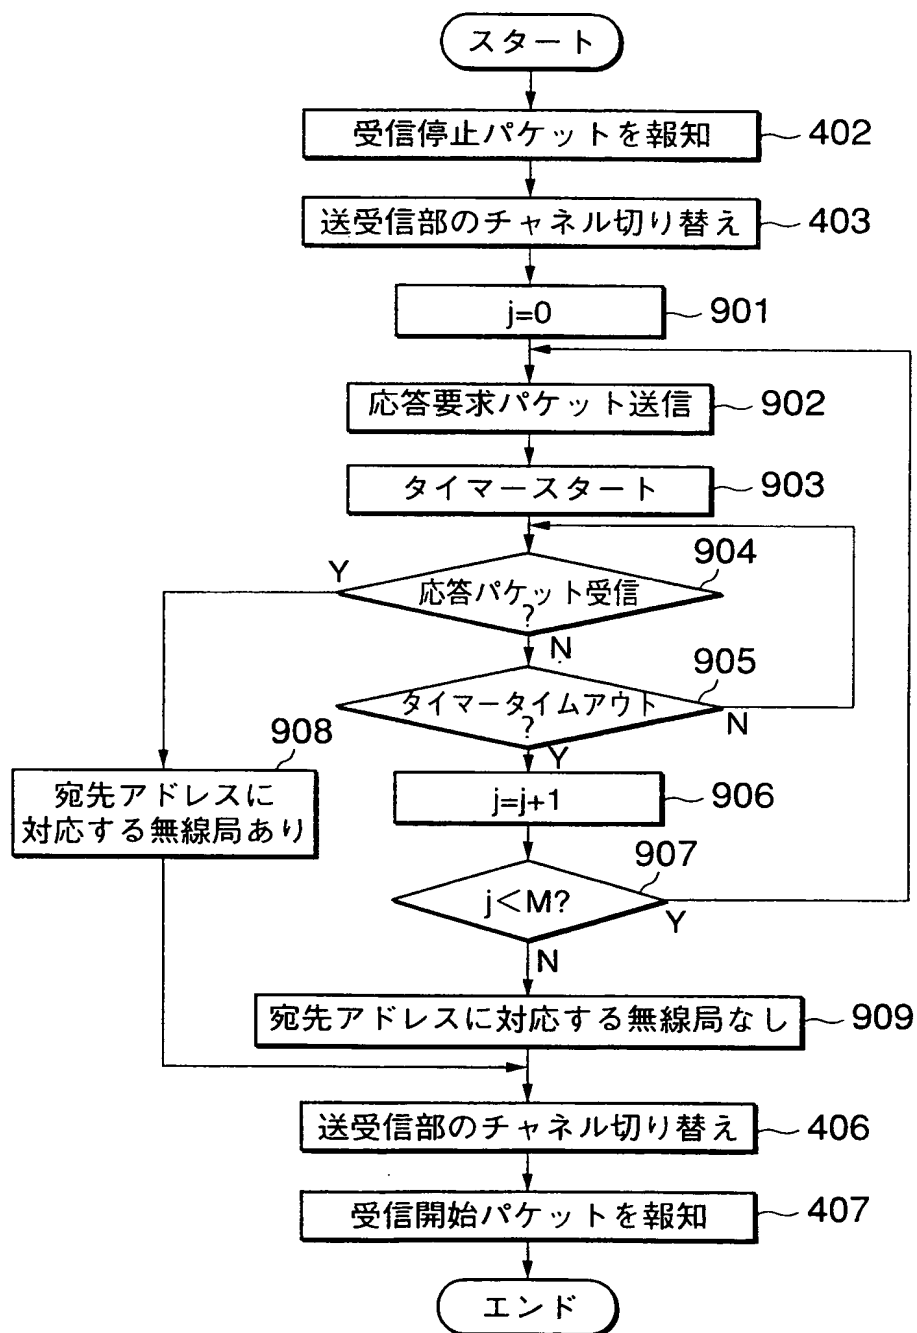 スタート
受信停止パケットを報知 402
送受信部のチャネル切り替え 403
j=0 901
応答要求パケット送信 902
タイマースタート 903
904
Y
応答パケット受信
?
N
905
タイマータイムアウト
?
N
Y
908
宛先アドレスに
対応する無線局あり
j=j+1 906
907
j<M?
Y
N
宛先アドレスに対応する無線局なし 909
送受信部のチャネル切り替え 406
受信開始パケットを報知 407
エンド